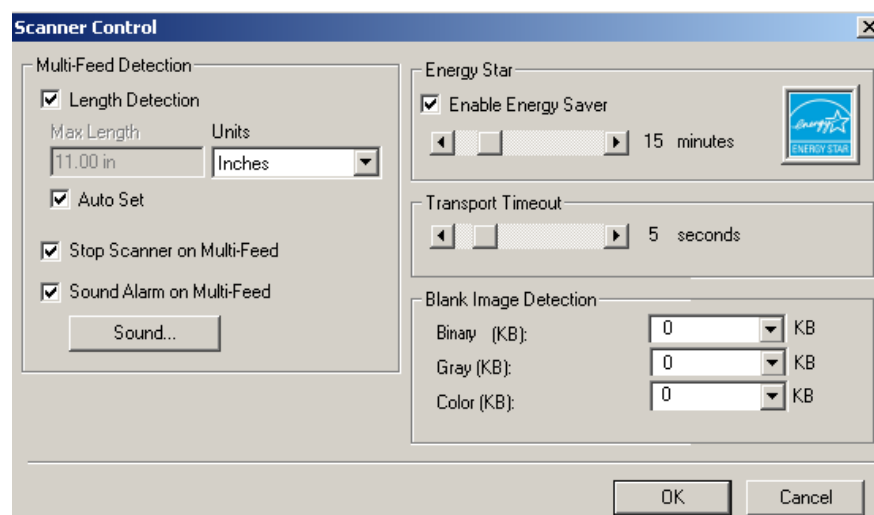 Scanner Control
Multi-Feed Detection
Length Detection
Max Length Units
11.00 in Inches
Auto Set
Stop Scanner on Multi-Feed
Sound Alarm on Multi-Feed
Sound...
Energy Star
Enable Energy Saver
15 minutes
energy
ENERGY STAR
Transport Timeout
5 seconds
Blank Image Detection
Binary (KB): 0 KB
Gray (KB): 0 KB
Color (KB): 0 KB
OK Cancel